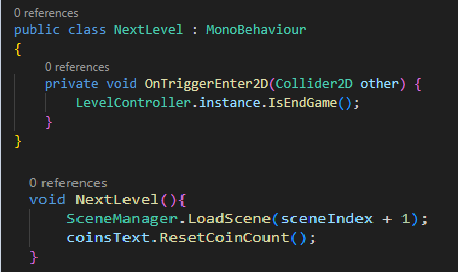 0 references
public class NextLevel : MonoBehaviour
{
0 references
private void OnTriggerEnter2D(Collider2D other) {
LevelController.instance.IsEndGame();
}
}
0 references
void NextLevel(){
SceneManager.LoadScene(sceneIndex + 1);
coinsText.ResetCoinCount();
}